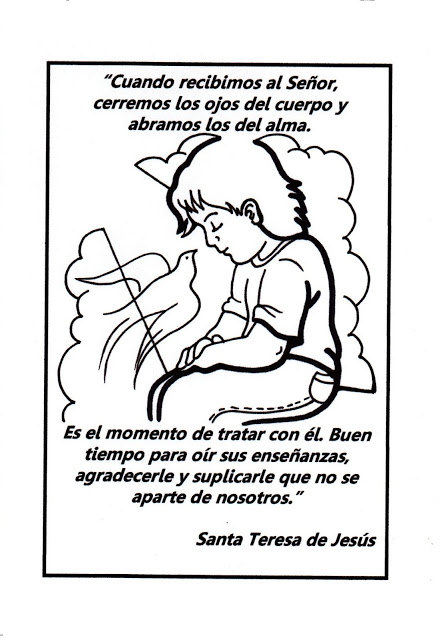 “Cuando recibimos al Señor,
cerremos los ojos del cuerpo y
abramos los del alma.
Es el momento de tratar con él. Buen
tiempo para oír sus enseñanzas,
agradecerle y suplicarle que no se
aparte de nosotros.”
Santa Teresa de Jesús